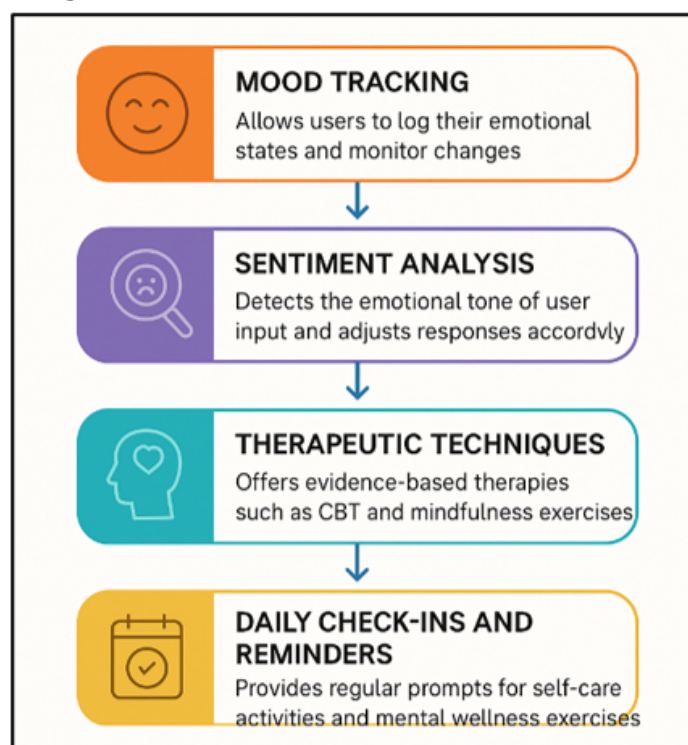 MOOD TRACKING
Allows users to log their emotional
states and monitor changes
SENTIMENT ANALYSIS
Detects the emotional tone of user
input and adjusts responses accordvly
THERAPEUTIC TECHNIQUES
Offers evidence-based therapies
such as CBT and mindfulness exercises
DAILY CHECK-INS AND
REMINDERS
Provides regular prompts for self-care
activities and mental wellness exercises